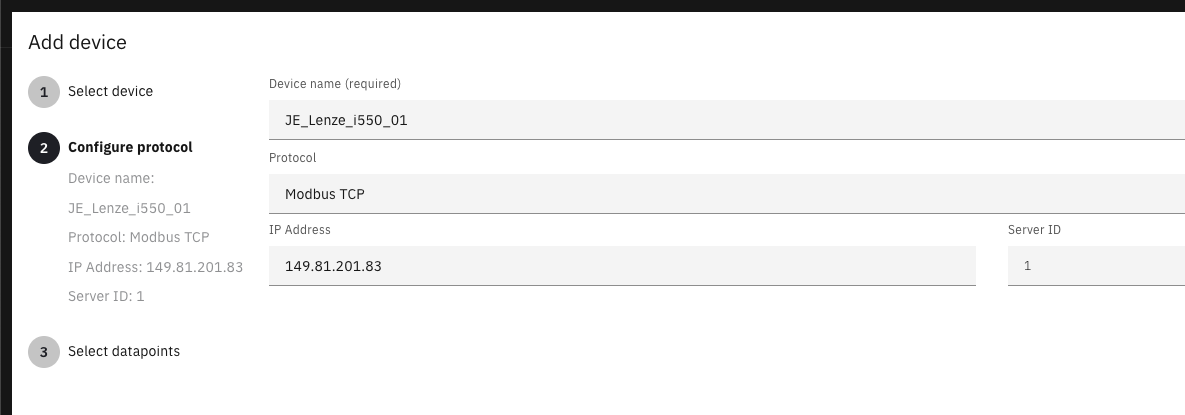 Add device
1 Select device
2 Configure protocol
Device name:
JE_Lenze_i550_01
Protocol: Modbus TCP
IP Address: 149.81.201.83
Server ID: 1
3 Select datapoints
Device name (required)
JE_Lenze_i550_01
Protocol
Modbus TCP
IP Address
149.81.201.83
Server ID
1